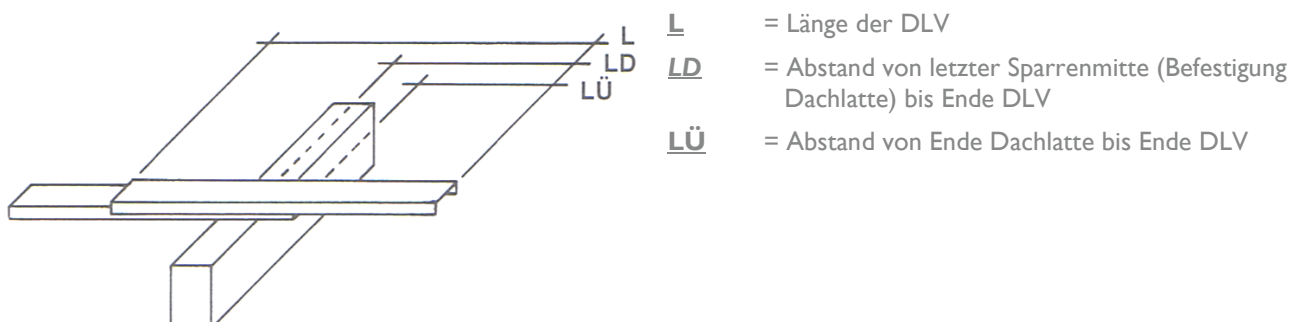 L
LD
LÜ
L = Länge der DLV
LD = Abstand von letzter Sparrenmitte (Befestigung
Dachlatte) bis Ende DLV
LÜ = Abstand von Ende Dachlatte bis Ende DLV